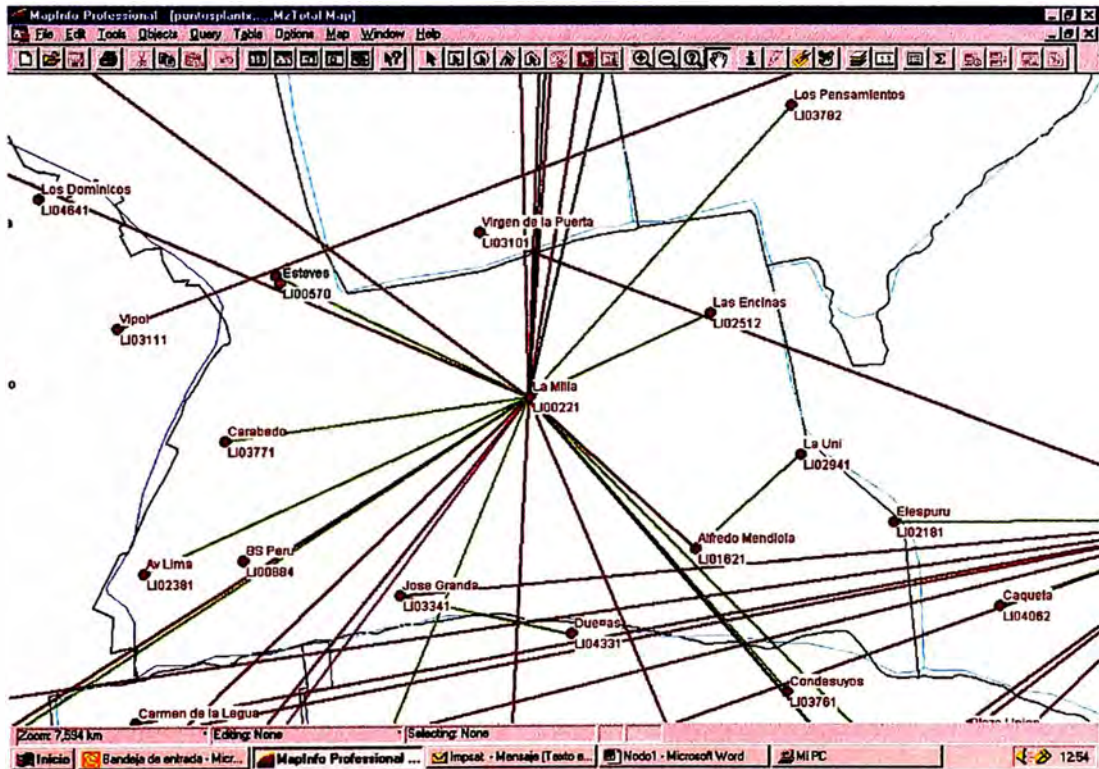 MapInfo Professional - [puntosplantx,...,MzTotal Map]
File Edit Tools Objects Query Table Options Map Window Help
Los Pensamientos
LI03782
Los Dominicos
LI04641
Virgen de la Puerta
LI03101
Esteves
LI00570
Las Encinas
LI02512
Vipol
LI03111
La Milla
LI00221
Carabedo
LI03771
La Uni
LI02941
Elespuru
LI02181
Alfredo Mendiola
LI01621
BS Peru
LI00884
Av Lima
LI02381
Jose Granda
LI03341
Caqueta
LI04062
Duenas
LI04331
Condesuyos
LI03761
Carmen de la Legua
Plaza Union
Zoom: 7,594 km Editing: None Selecting: None
Inicio Bandeja de entrada - Micr... MapInfo Professional ... Impsat - Mensaje (Texto e... Nodo1 - Microsoft Word Mi PC 12:54